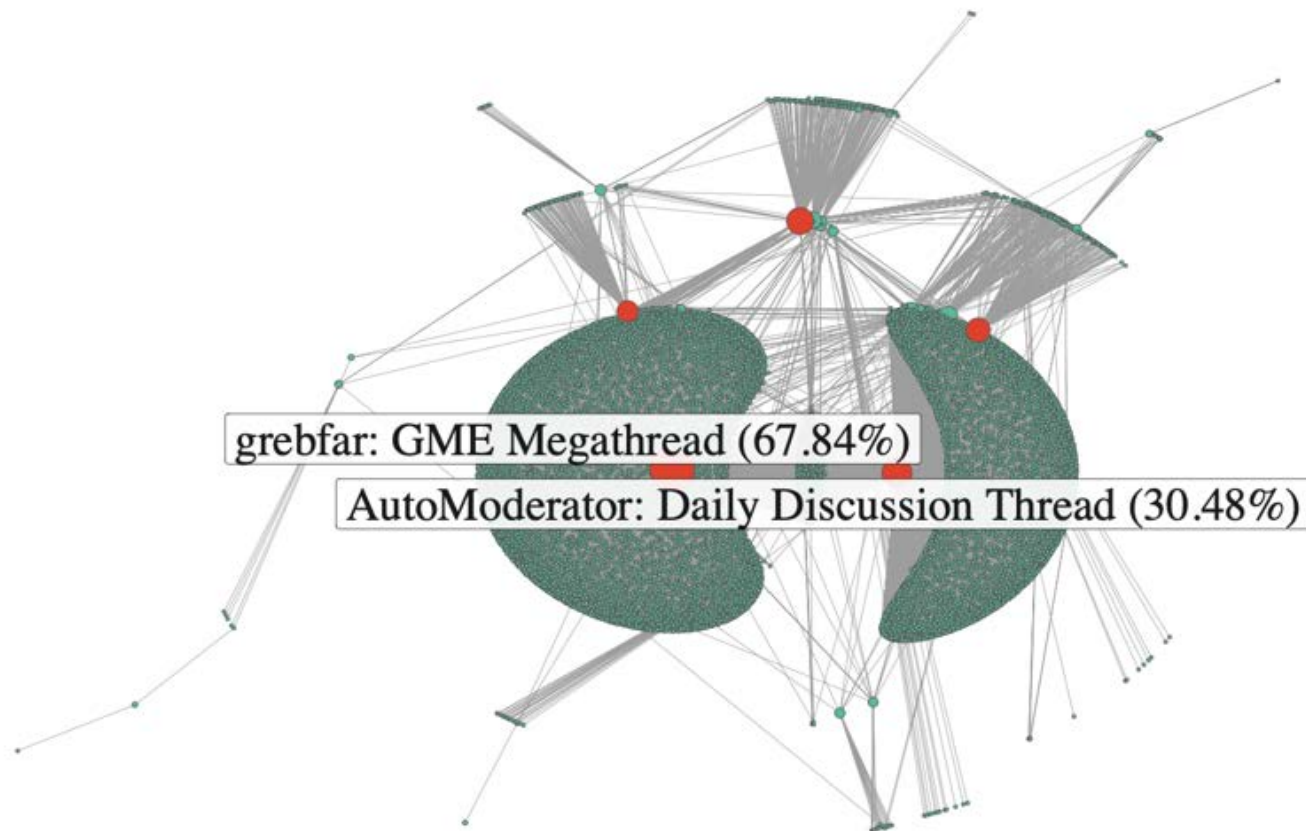 grebfar: GME Megathread (67.84%)
AutoModerator: Daily Discussion Thread (30.48%)